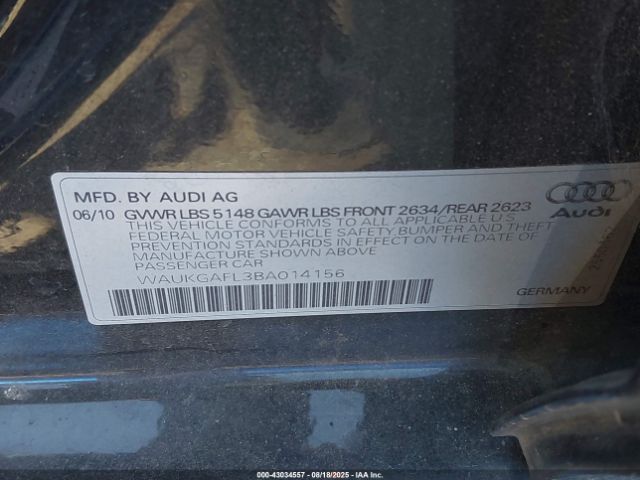 MFD. BY AUDI AG
06/10 GVWR LBS 5148 GAWR LBS FRONT 2634/REAR 2623
THIS VEHICLE CONFORMS TO ALL APPLICABLE U.S
FEDERAL MOTOR VEHICLE SAFETY, BUMPER AND THEFT
PREVENTION STANDARDS IN EFFECT ON THE DATE OF
MANUFACTURE SHOWN ABOVE
PASSENGER CAR
WAUKGAFL3BA014156
Audi
GERMANY
000-43034557 - 08/18/2025 - IAA Inc.